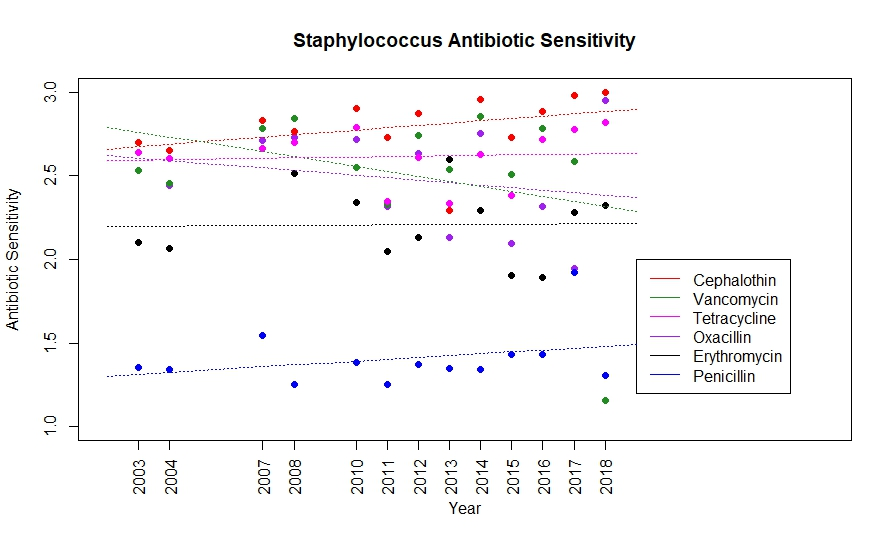 Staphylococcus Antibiotic Sensitivity
3.0
2.5
2.0
1.5
1.0
Antibiotic Sensitivity
Cephalothin
Vancomycin
Tetracycline
Oxacillin
Erythromycin
Penicillin
2003 2004 2007 2008 2010 2011 2012 2013 2014 2015 2016 2017 2018
Year